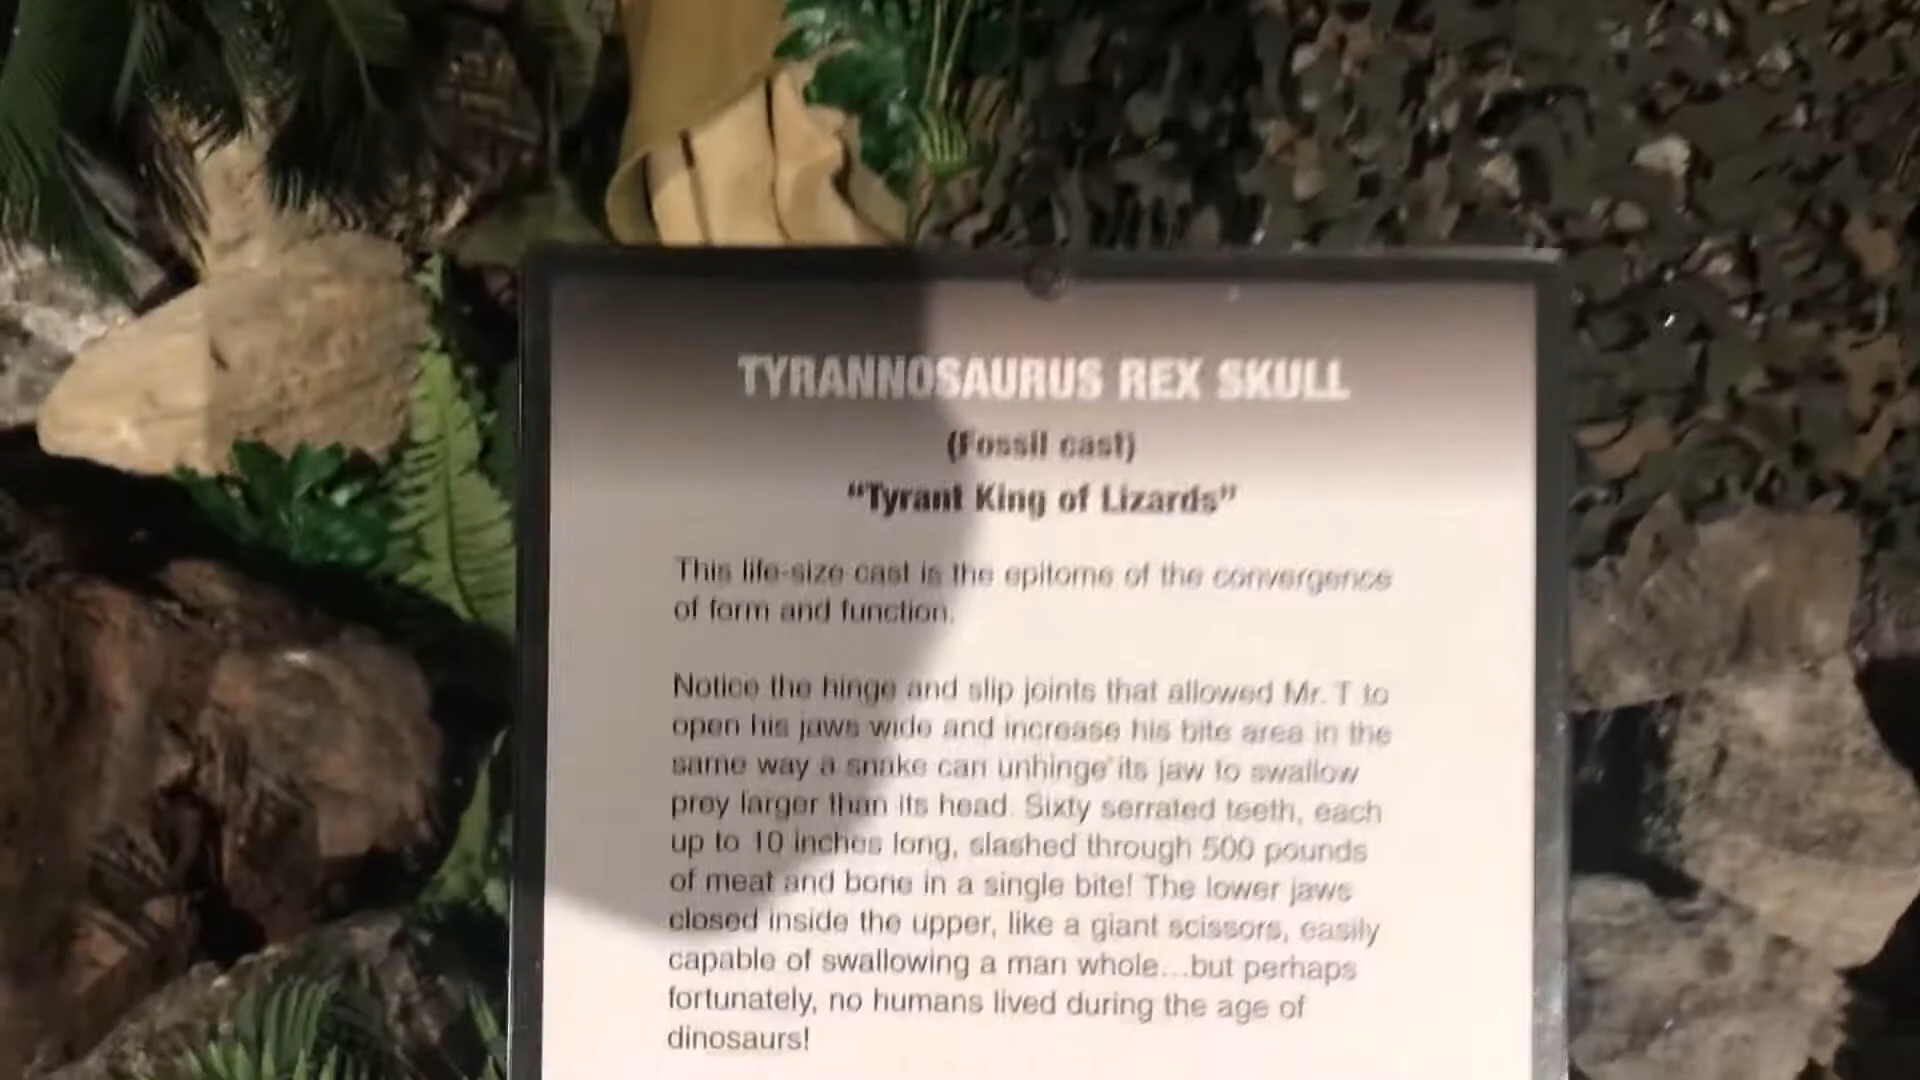 TYRANNOSAURUS REX SKULL
(Fossil cast)
“Tyrant King of Lizards”
This life-size cast is the epitome of the convergence
of form and function.
Notice the hinge and slip joints that allowed Mr. T to
open his jaws wide and increase his bite area in the
same way a snake can unhinge its jaw to swallow
prey larger than its head. Sixty serrated teeth, each
up to 10 inches long, slashed through 500 pounds
of meat and bone in a single bite! The lower jaws
closed inside the upper, like a giant scissors, easily
capable of swallowing a man whole...but perhaps
fortunately, no humans lived during the age of
dinosaurs!